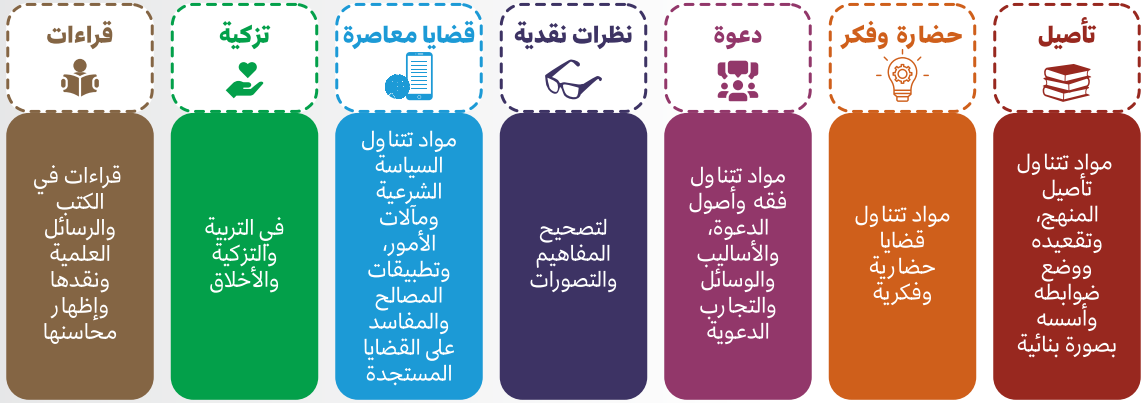 تأصيل
مواد تتناول
تأصيل
المنهج،
وتقعيده
ووضع
ضوابطه
وأسسه
بصورة بنائية
حضارة وفكر
مواد تتناول
قضايا
حضارية
وفكرية
دعوة
مواد تتناول
فقه وأصول
الدعوة،
والأساليب
والوسائل
والتجارب
الدعوية
نظرات نقدية
لتصحيح
المفاهيم
والتصورات
قضايا معاصرة
مواد تتناول
السياسة
الشرعية
ومآلات
الأمور،
وتطبيقات
المصالح
والمفاسد
على القضايا
المستجدة
تزكية
في التربية
والتزكية
والأخلاق
قراءات
قراءات في
الكتب
والرسائل
العلمية
ونقدها
وإظهار
محاسنها